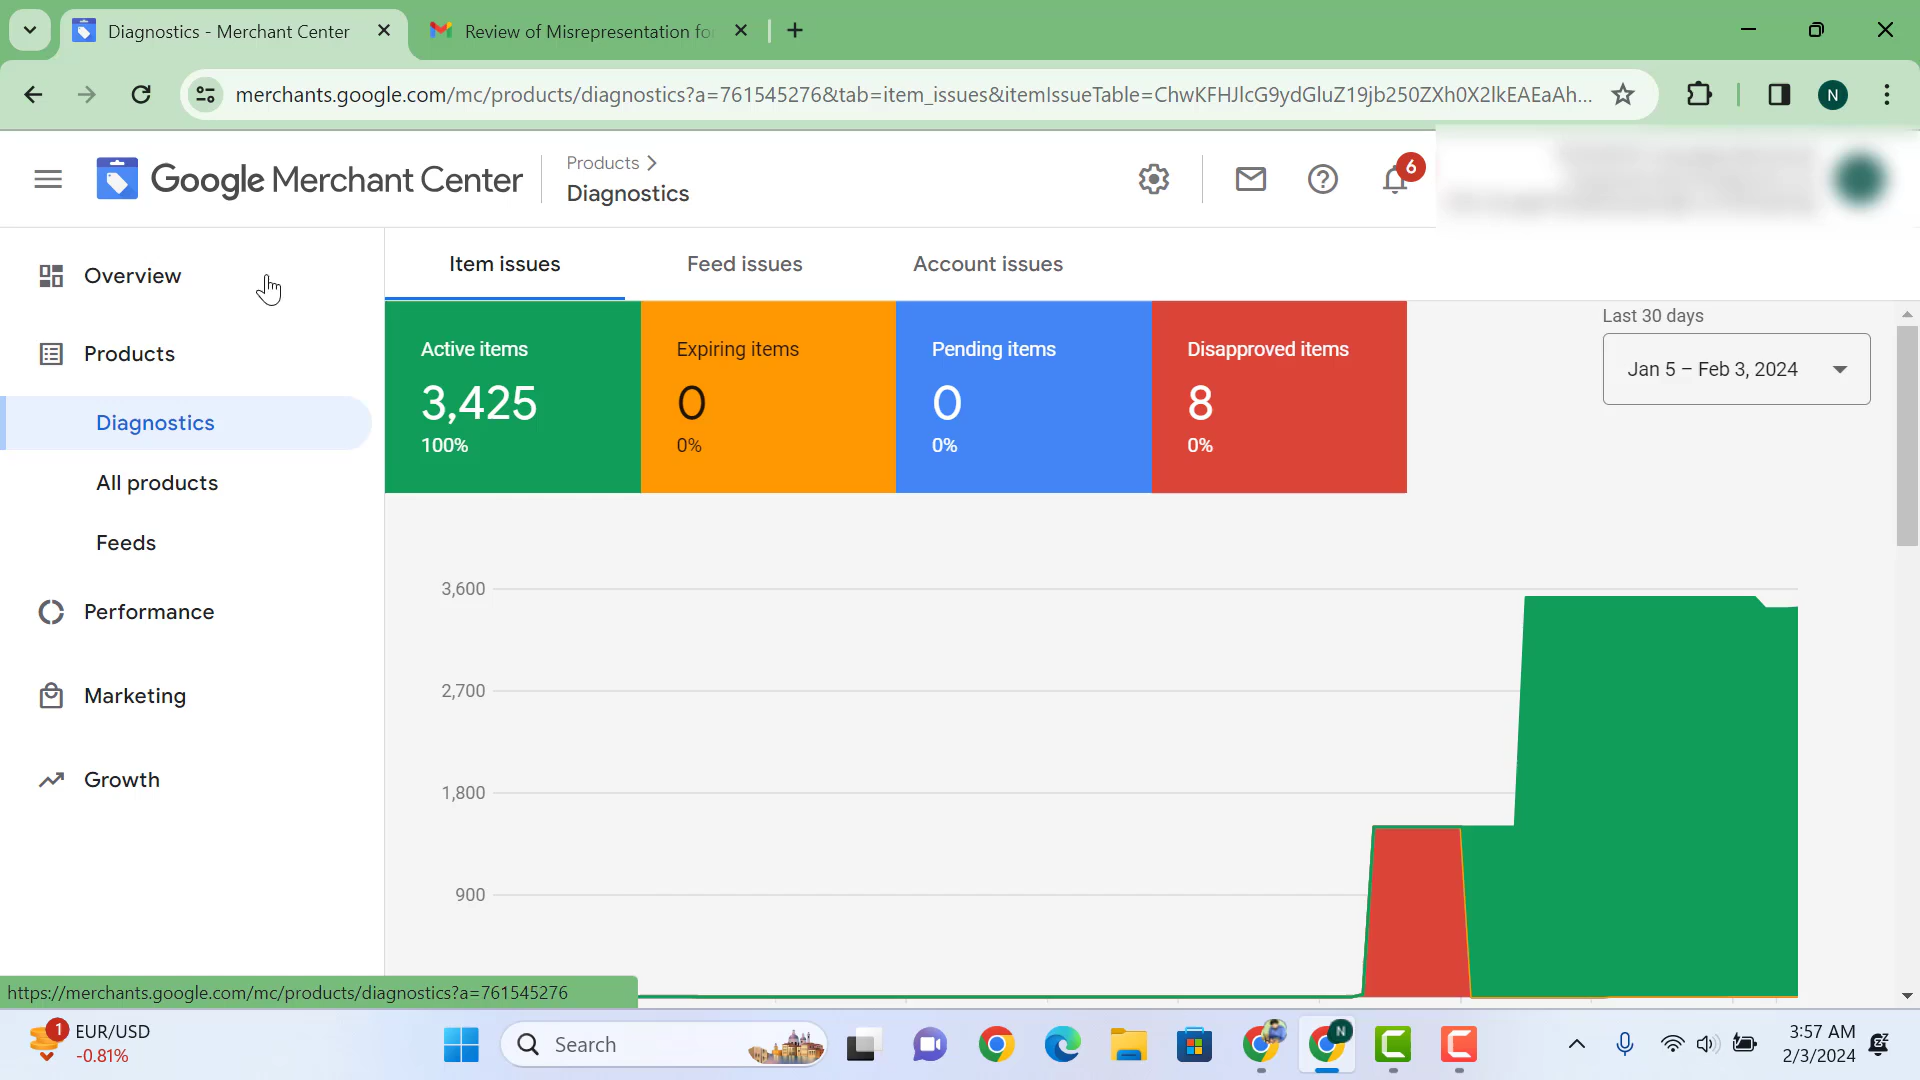 Diagnostics - Merchant Center
Review of Misrepresentation for
merchants.google.com/mc/products/diagnostics?a=761545276&tab=item_issues&itemIssueTable=ChwKFHJlcG9ydGluZ19jb250ZXh0X2lkEAEaAh...
N
Google Merchant Center
Products
Diagnostics
6
Overview
Products
Diagnostics
All products
Feeds
Performance
Marketing
Growth
Item issues
Feed issues
Account issues
Active items
3,425
100%
Expiring items
0
0%
Pending items
0
0%
Disapproved items
8
0%
Last 30 days
Jan 5 – Feb 3, 2024
3,600
2,700
1,800
900
https://merchants.google.com/mc/products/diagnostics?a=761545276
1
EUR/USD
-0.81%
Search
N
3:57 AM
2/3/2024